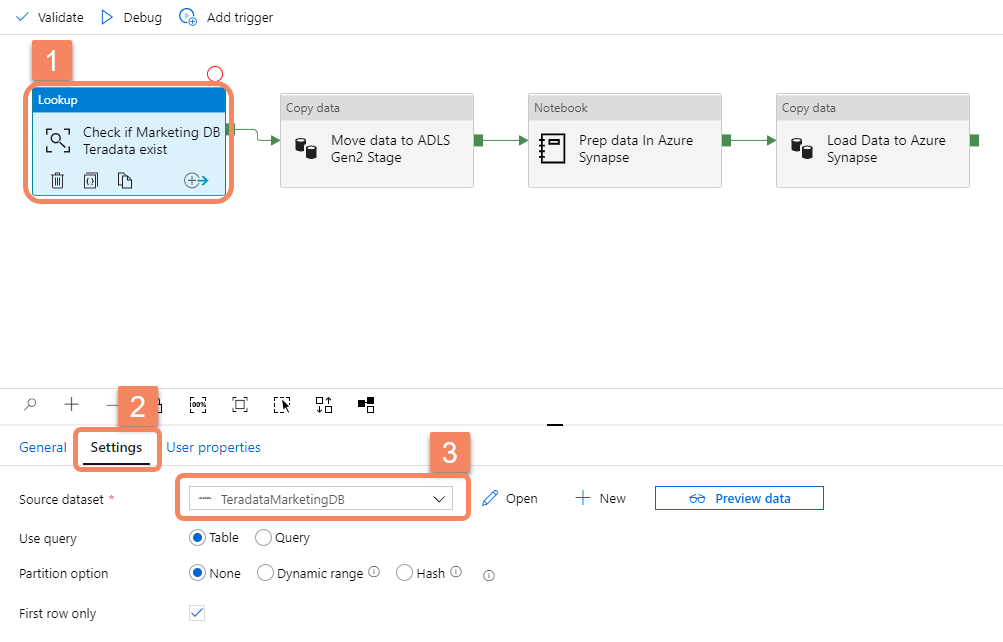 Validate Debug Add trigger
1
Lookup
Check if Marketing DB
Teradata exist
Copy data
Move data to ADLS
Gen2 Stage
Notebook
Prep data In Azure
Synapse
Copy data
Load Data to Azure
Synapse
100%
2
General Settings User properties
3
Source dataset * TeradataMarketingDB Open New Preview data
Use query Table Query
Partition option None Dynamic range Hash
First row only